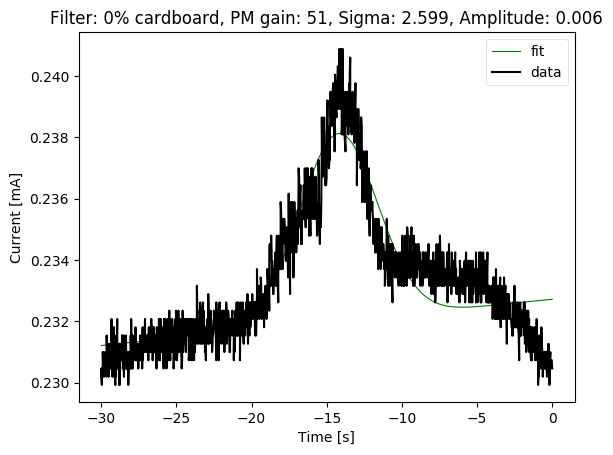 Filter: 0% cardboard, PM gain: 51, Sigma: 2.599, Amplitude: 0.006
fit
data
0.240
0.238
0.236
0.234
0.232
0.230
Current [mA]
−30
−25
−20
−15
−10
−5
0
Time [s]